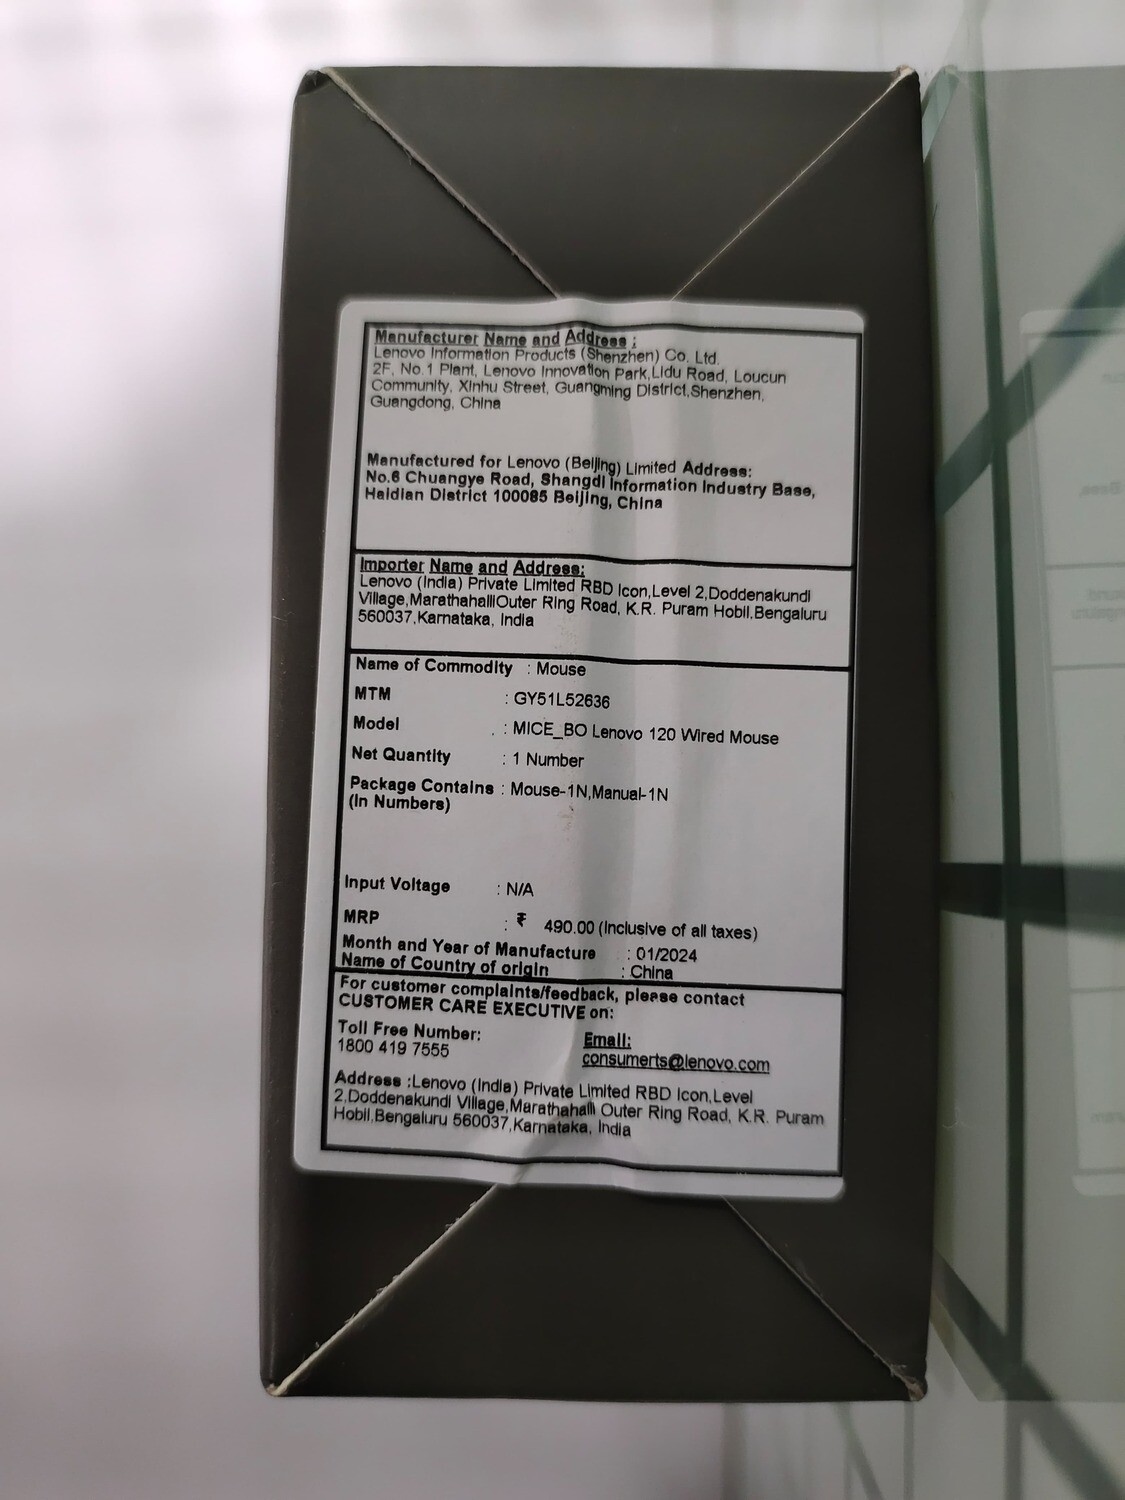 Manufacturer Name and Address :
Lenovo Information Products (Shenzhen) Co. Ltd.
2F, No.1 Plant, Lenovo Innovation Park,Lidu Road, Loucun
Community, Xinhu Street, Guangming District,Shenzhen,
Guangdong, China
Manufactured for Lenovo (Beijing) Limited Address:
No.6 Chuangye Road, Shangdi Information Industry Base,
Haidian District 100085 Beijing, China
Importer Name and Address:
Lenovo (India) Private Limited RBD Icon,Level 2,Doddenakundi
Village,MarathahalliOuter Ring Road, K.R. Puram Hobli,Bengaluru
560037,Karnataka, India
Name of Commodity : Mouse
MTM : GY51L52636
Model . : MICE_BO Lenovo 120 Wired Mouse
Net Quantity : 1 Number
Package Contains : Mouse-1N,Manual-1N
(In Numbers)
Input Voltage : N/A
MRP : ₹ 490.00 (Inclusive of all taxes)
Month and Year of Manufacture : 01/2024
Name of Country of origin : China
For customer complaints/feedback, please contact
CUSTOMER CARE EXECUTIVE on:
Toll Free Number: Email:
1800 419 7555 consumerts@lenovo.com
Address :Lenovo (India) Private Limited RBD Icon,Level
2,Doddenakundi Village,Marathahalli Outer Ring Road, K.R. Puram
Hobli,Bengaluru 560037,Karnataka, India